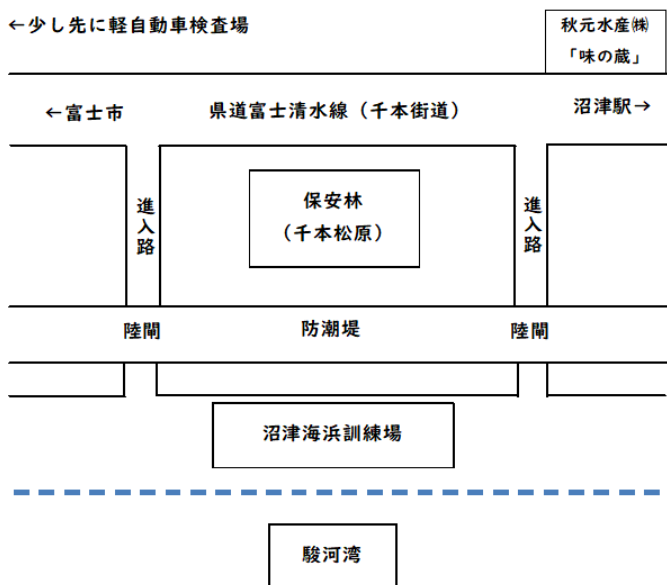 ←少し先に軽自動車検査場
秋元水産㈱
「味の蔵」
←富士市
県道富士清水線（千本街道）
沼津駅→
進入路
保安林
（千本松原）
進入路
陸閘
防潮堤
陸閘
沼津海浜訓練場
駿河湾